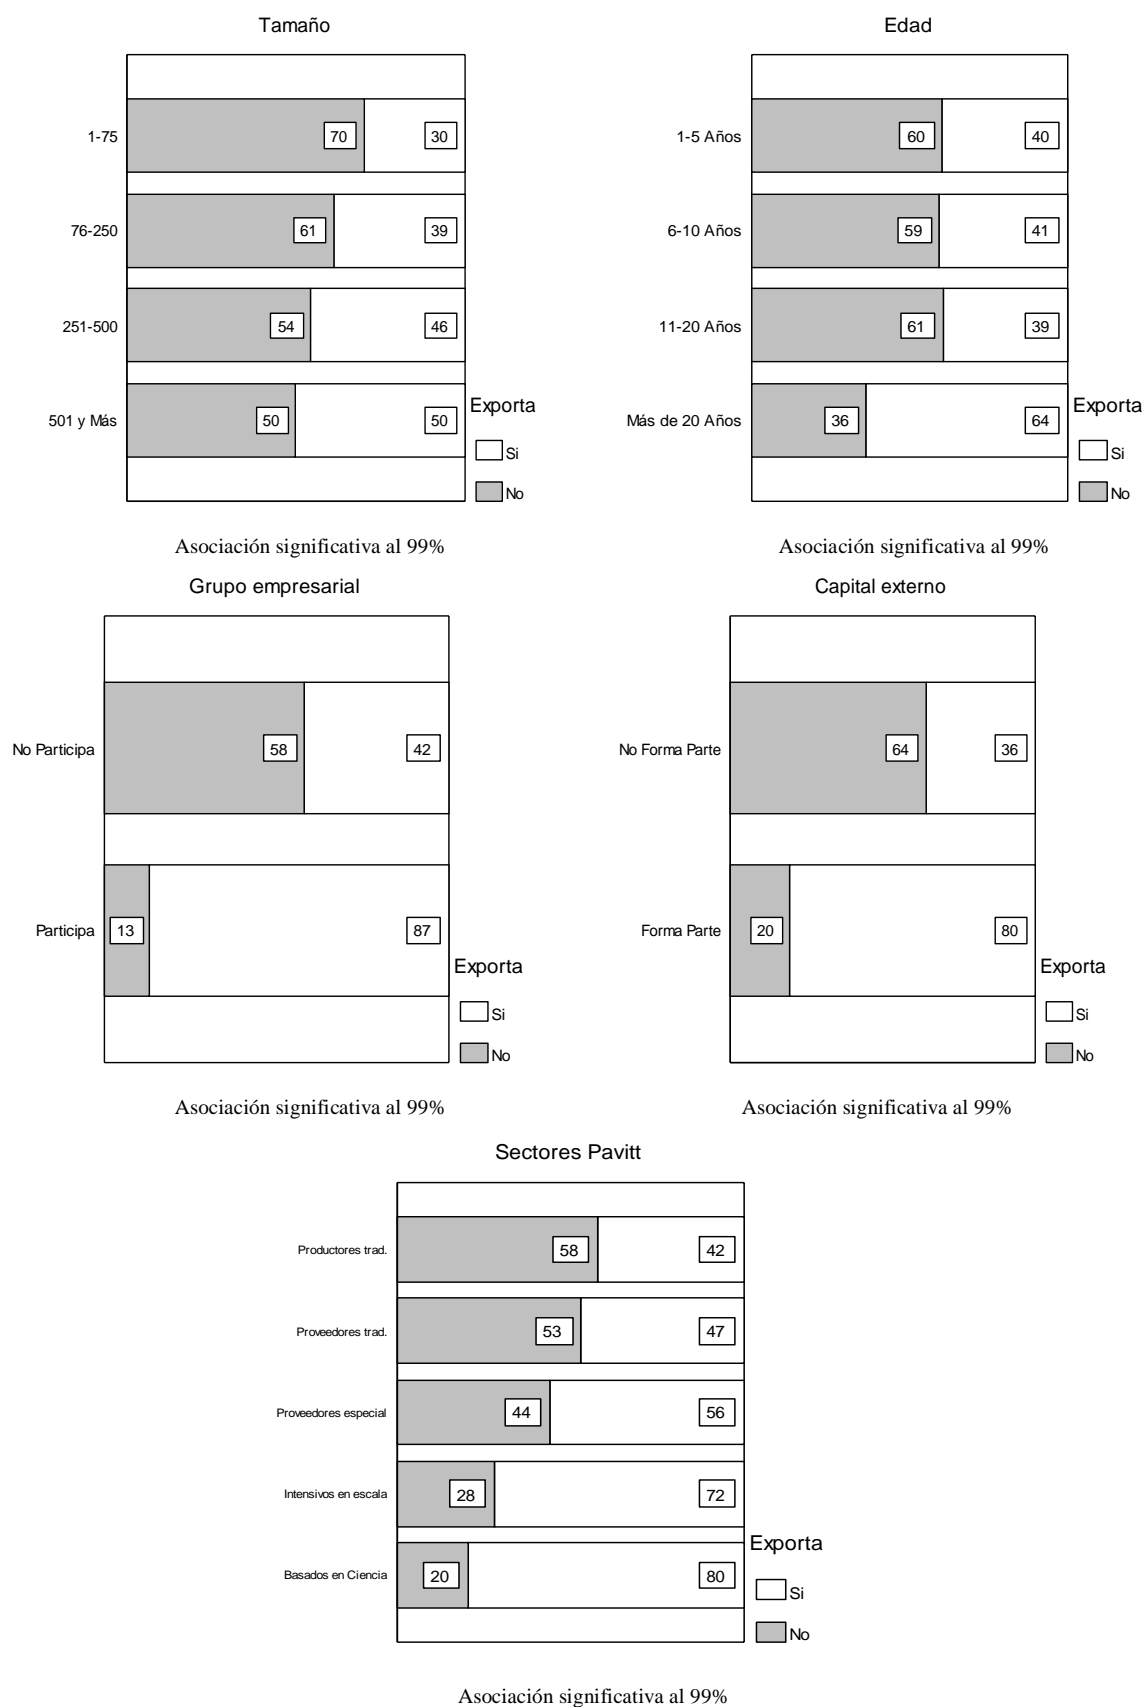 Tamaño
1-75 70 30
76-250 61 39
251-500 54 46
501 y Más 50 50
Exporta
Si
No
Asociación significativa al 99%
Edad
1-5 Años 60 40
6-10 Años 59 41
11-20 Años 61 39
Más de 20 Años 36 64
Exporta
Si
No
Asociación significativa al 99%
Grupo empresarial
No Participa 58 42
Participa 13 87
Exporta
Si
No
Asociación significativa al 99%
Capital externo
No Forma Parte 64 36
Forma Parte 20 80
Exporta
Si
No
Asociación significativa al 99%
Sectores Pavitt
Productores trad. 58 42
Proveedores trad. 53 47
Proveedores especial 44 56
Intensivos en escala 28 72
Basados en Ciencia 20 80
Exporta
Si
No
Asociación significativa al 99%